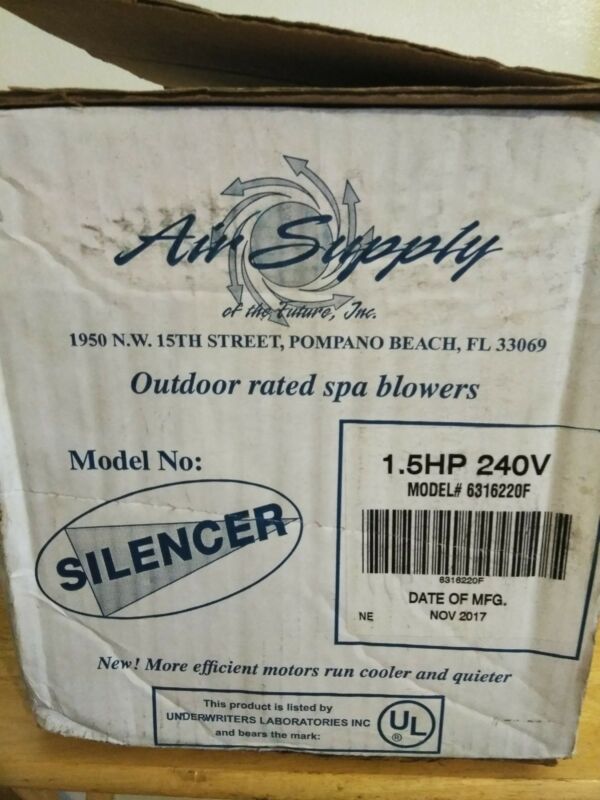 Air Supply
of the Future, Inc.
1950 N.W. 15TH STREET, POMPANO BEACH, FL 33069
Outdoor rated spa blowers
Model No:
SILENCER
1.5HP 240V
MODEL# 6316220F
6316220F
DATE OF MFG.
NE NOV 2017
New! More efficient motors run cooler and quieter
This product is listed by
UNDERWRITERS LABORATORIES INC
and bears the mark:
UL
®